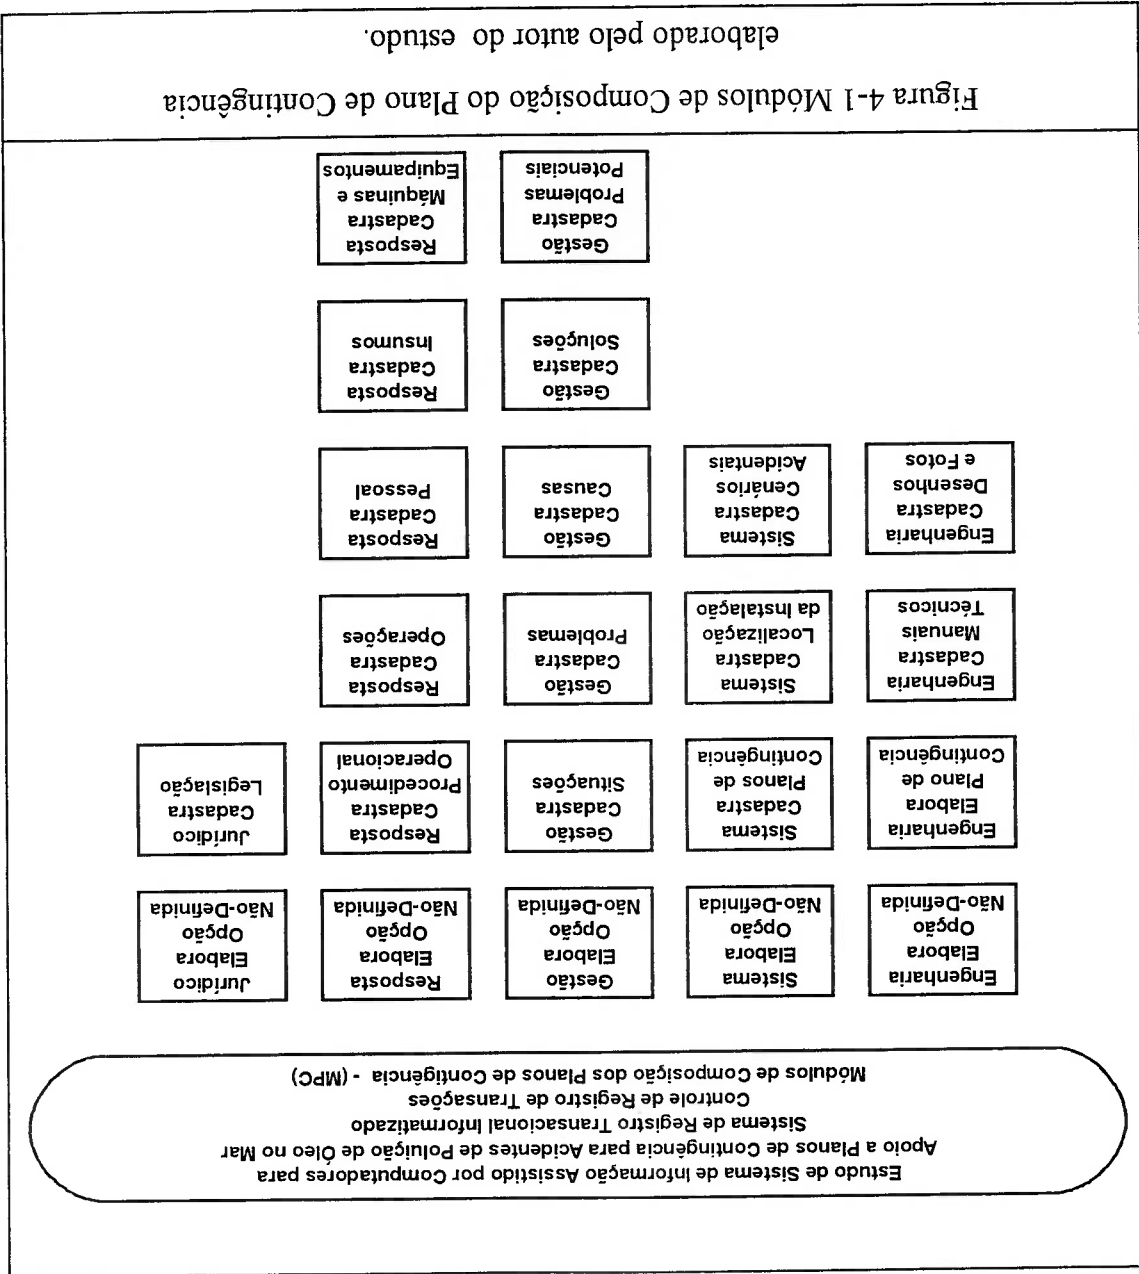 Estudo de Sistema de Informação Assistido por Computadores para
Apoio a Planos de Contingência para Acidentes de Poluição de Óleo no Mar
Sistema de Registro Transacional Informatizado
Controle de Registro de Transações
Módulos de Composição dos Planos de Contigência - (MPC)
Engenharia
Elabora
Opção
Não-Definida
Sistema
Elabora
Opção
Não-Definida
Gestão
Elabora
Opção
Não-Definida
Resposta
Elabora
Opção
Não-Definida
Jurídico
Elabora
Opção
Não-Definida
Engenharia
Elabora
Plano de
Contingência
Sistema
Cadastra
Planos de
Contingência
Gestão
Cadastra
Situações
Resposta
Cadastra
Procedimento
Operacional
Jurídico
Cadastra
Legislação
Engenharia
Cadastra
Manuais
Técnicos
Sistema
Cadastra
Localização
da Instalação
Gestão
Cadastra
Problemas
Resposta
Cadastra
Operações
Engenharia
Cadastra
Desenhos
e Fotos
Sistema
Cadastra
Cenários
Acidentais
Gestão
Cadastra
Causas
Resposta
Cadastra
Pessoal
Gestão
Cadastra
Soluções
Resposta
Cadastra
Insumos
Gestão
Cadastra
Problemas
Potenciais
Resposta
Cadastra
Máquinas e
Equipamentos
Figura 4-1 Módulos de Composição do Plano de Contingência
elaborado pelo autor do estudo.